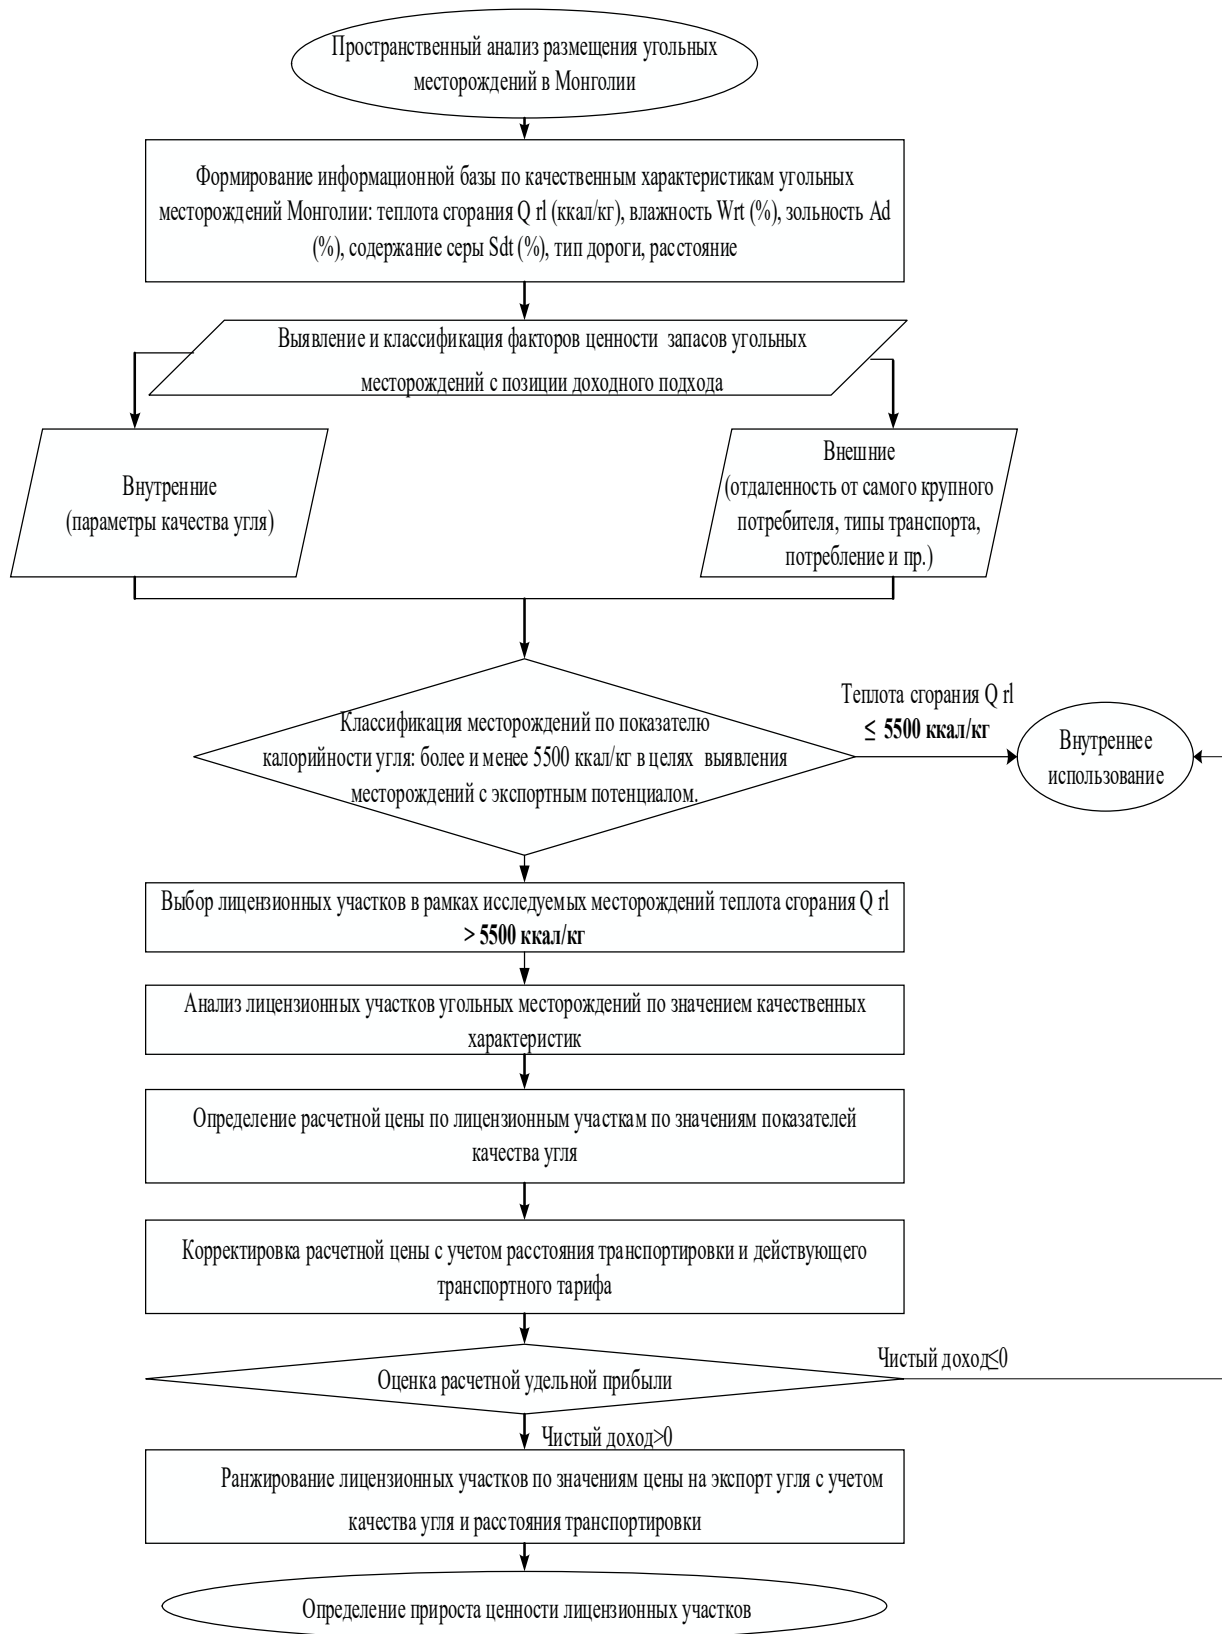 Пространственный анализ размещения угольных
месторождений в Монголии
Формирование информационной базы по качественным характеристикам угольных
месторождений Монголии: теплота сгорания Q rl (ккал/кг), влажность Wrt (%), зольность Ad
(%), содержание серы Sdt (%), тип дороги, расстояние
Выявление и классификация факторов ценности запасов угольных
месторождений с позиции доходного подхода
Внутренние
(параметры качества угля)
Внешние
(отдаленность от самого крупного
потребителя, типы транспорта,
потребление и пр.)
Классификация месторождений по показателю
калорийности угля: более и менее 5500 ккал/кг в целях выявления
месторождений с экспортным потенциалом.
Теплота сгорания Q rl
≤ 5500 ккал/кг
Внутреннее
использование
Выбор лицензионных участков в рамках исследуемых месторождений теплота сгорания Q rl
> 5500 ккал/кг
Анализ лицензионных участков угольных месторождений по значением качественных
характеристик
Определение расчетной цены по лицензионным участкам по значениям показателей
качества угля
Корректировка расчетной цены с учетом расстояния транспортировки и действующего
транспортного тарифа
Оценка расчетной удельной прибыли
Чистый доход≤0
Чистый доход>0
Ранжирование лицензионных участков по значениям цены на экспорт угля с учетом
качества угля и расстояния транспортировки
Определение прироста ценности лицензионных участков